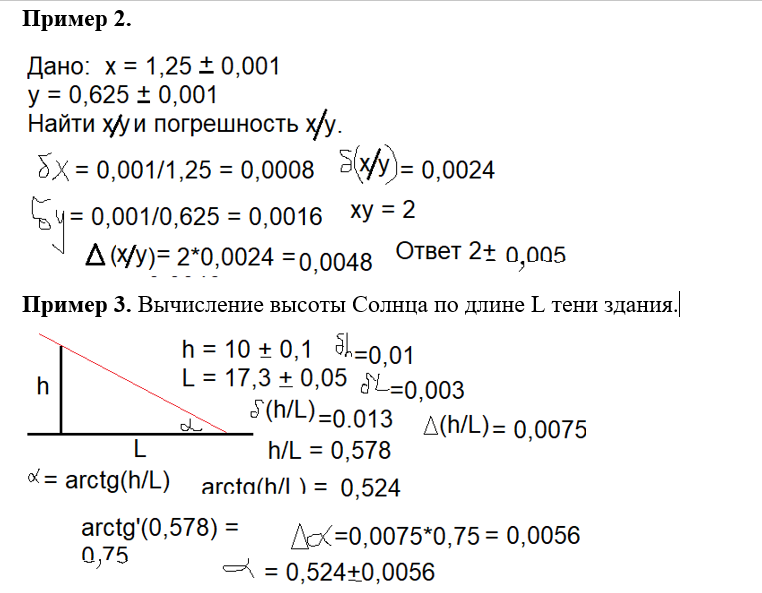 Пример 2.
Дано: x = 1,25 ± 0,001
y = 0,625 ± 0,001
Найти x/y и погрешность x/y.
δx = 0,001/1,25 = 0,0008 δ(x/y) = 0,0024
δy = 0,001/0,625 = 0,0016 xy = 2
Δ (x/y)= 2*0,0024 = 0,0048 Ответ 2± 0,005
Пример 3. Вычисление высоты Солнца по длине L тени здания.
h = 10 ± 0,1 δh =0,01
L = 17,3 ± 0,05 δL =0,003
h
δ(h/L) =0.013 Δ(h/L) = 0,0075
α
L
h/L = 0,578
α = arctg(h/L) arctg(h/L) = 0,524
arctg'(0,578) =
0,75
Δα =0,0075*0,75 = 0,0056
α = 0,524±0,0056